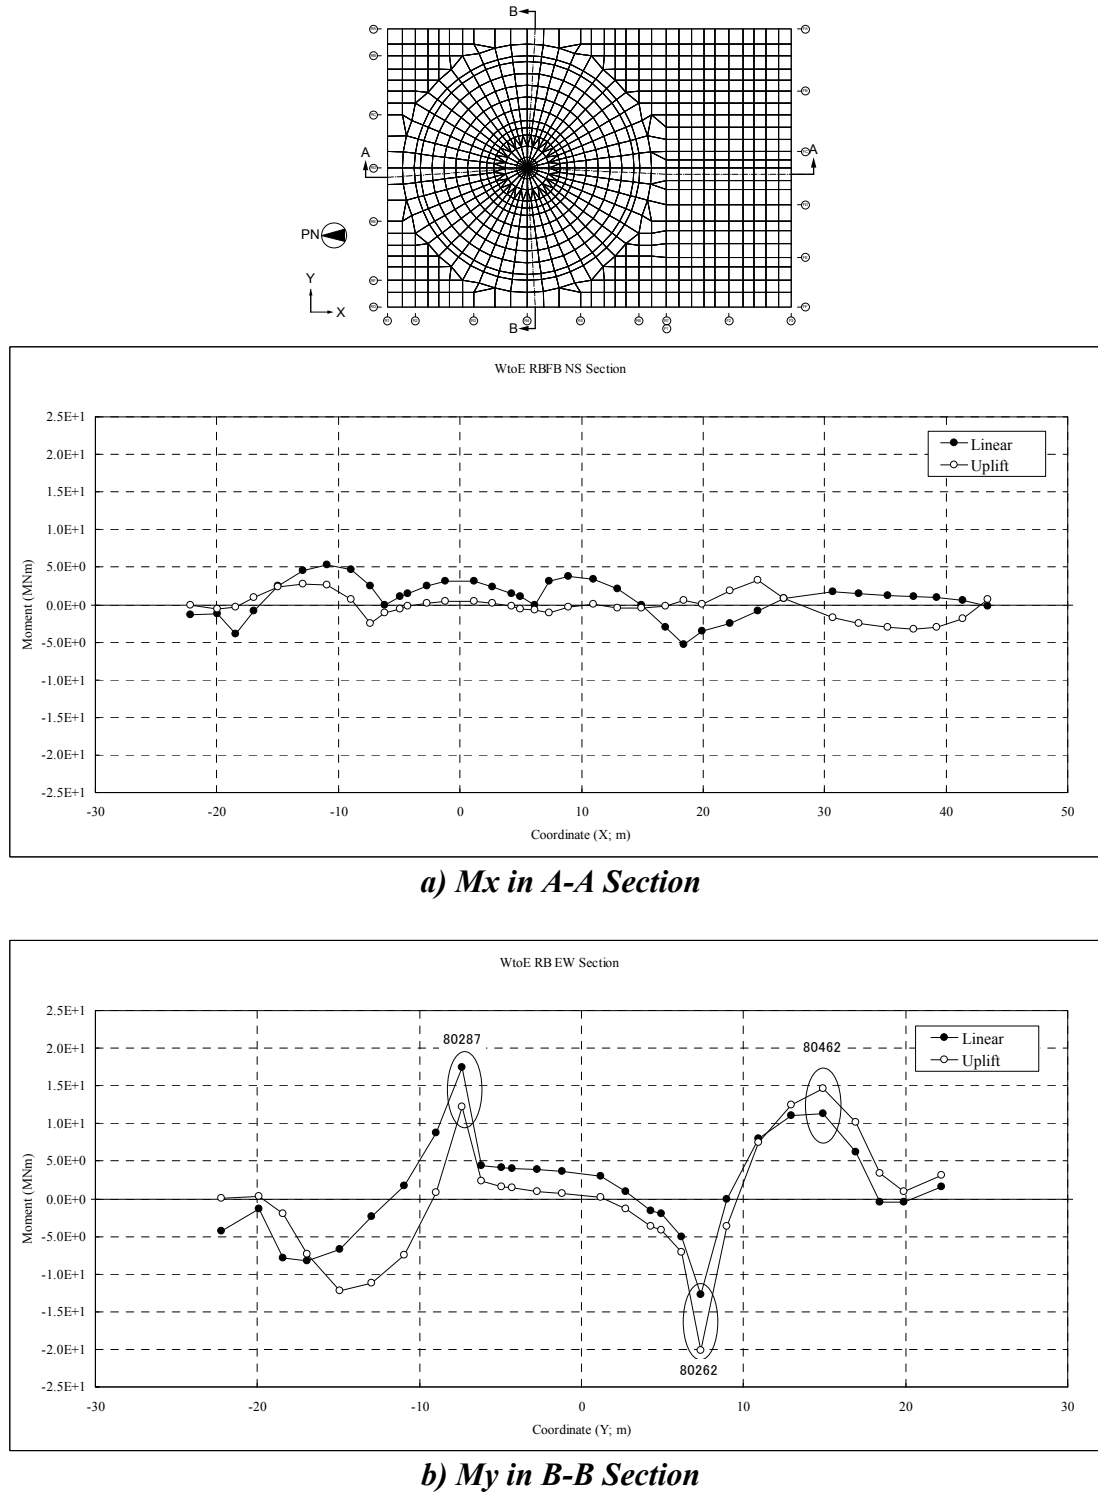 B
A
A
PN
Y
X
B
WtoE RBFB NS Section
2.5E+1
2.0E+1
1.5E+1
1.0E+1
5.0E+0
0.0E+0
-5.0E+0
-1.0E+1
-1.5E+1
-2.0E+1
-2.5E+1
Moment (MNm)
Linear
Uplift
-30 -20 -10 0 10 20 30 40 50
Coordinate (X; m)
a) Mx in A-A Section
WtoE RB EW Section
2.5E+1
2.0E+1
1.5E+1
1.0E+1
5.0E+0
0.0E+0
-5.0E+0
-1.0E+1
-1.5E+1
-2.0E+1
-2.5E+1
Moment (MNm)
80287
80462
80262
Linear
Uplift
-30 -20 -10 0 10 20 30
Coordinate (Y; m)
b) My in B-B Section